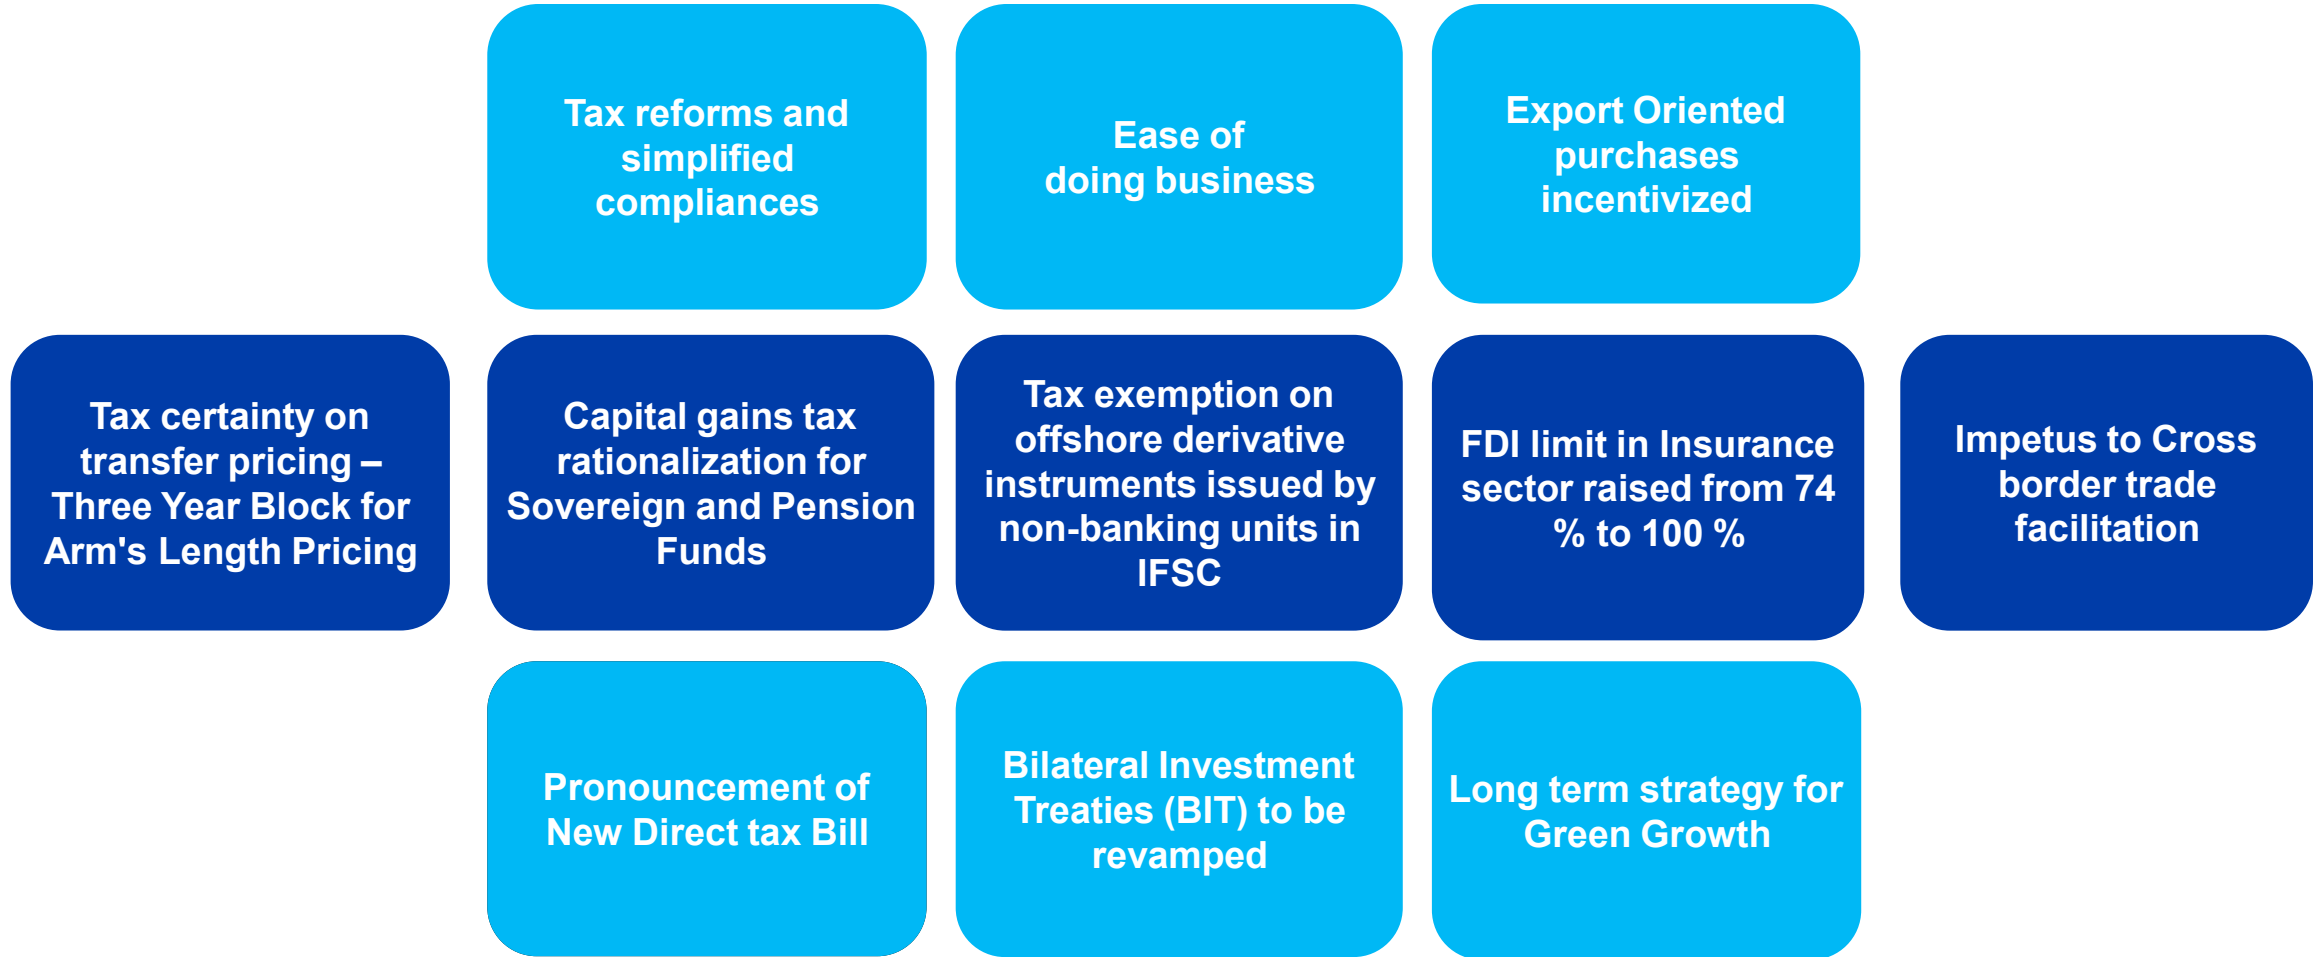 Tax reforms and
simplified
compliances
Ease of
doing business
Export Oriented
purchases
incentivized
Tax certainty on
transfer pricing –
Three Year Block for
Arm's Length Pricing
Capital gains tax
rationalization for
Sovereign and Pension
Funds
Tax exemption on
offshore derivative
instruments issued by
non-banking units in
IFSC
FDI limit in Insurance
sector raised from 74
% to 100 %
Impetus to Cross
border trade
facilitation
Pronouncement of
New Direct tax Bill
Bilateral Investment
Treaties (BIT) to be
revamped
Long term strategy for
Green Growth